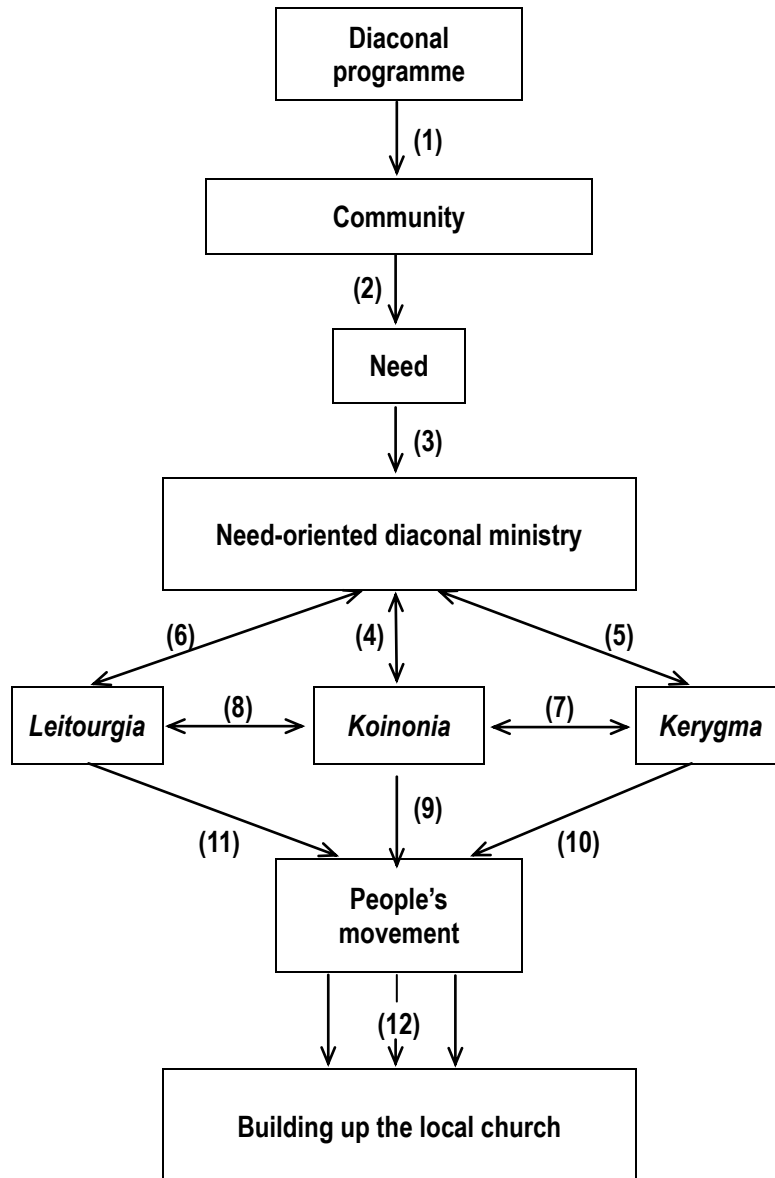 Diaconal
programme
(1)
Community
(2)
Need
(3)
Need-oriented diaconal ministry
(6)
(4)
(5)
Leitourgia
(8)
Koinonia
(7)
Kerygma
(9)
(11)
(10)
People’s
movement
(12)
Building up the local church